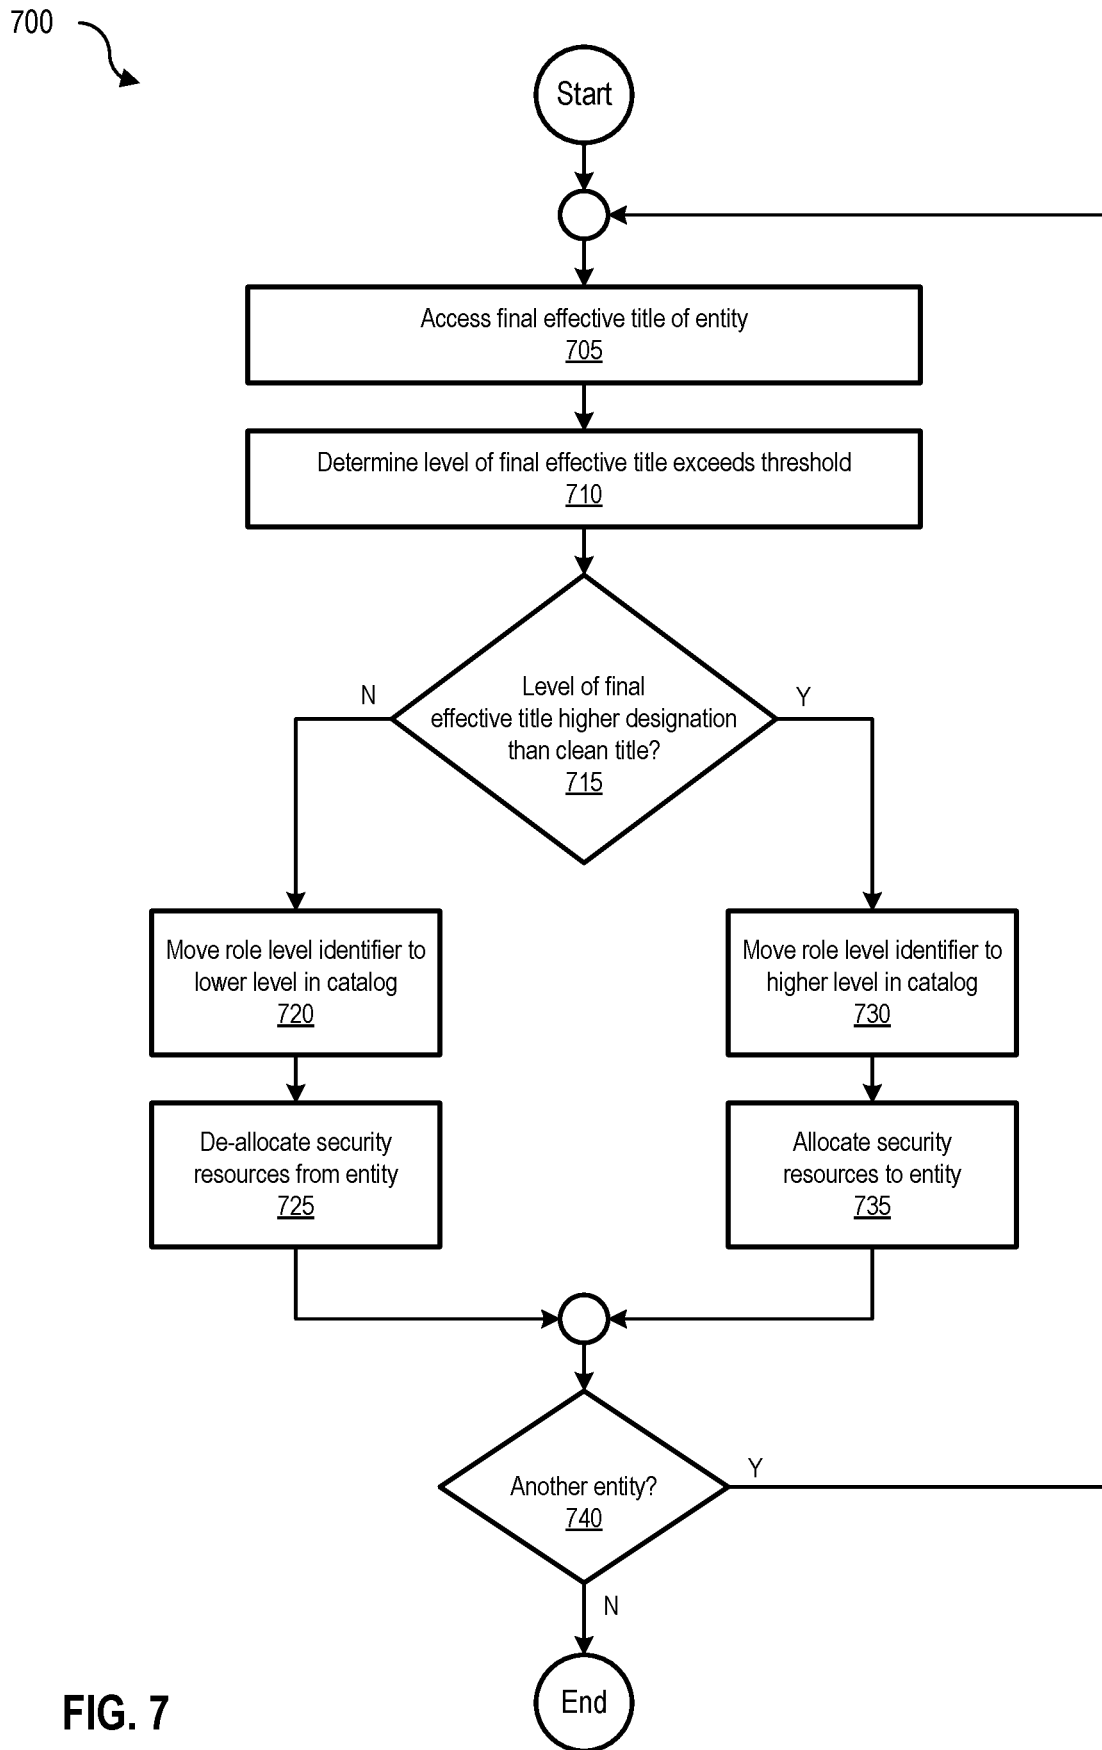 700
Start
Access final effective title of entity
705
Determine level of final effective title exceeds threshold
710
Level of final
effective title higher designation
than clean title?
715
N
Y
Move role level identifier to
lower level in catalog
720
Move role level identifier to
higher level in catalog
730
De-allocate security
resources from entity
725
Allocate security
resources to entity
735
Another entity?
740
Y
N
End
FIG. 7